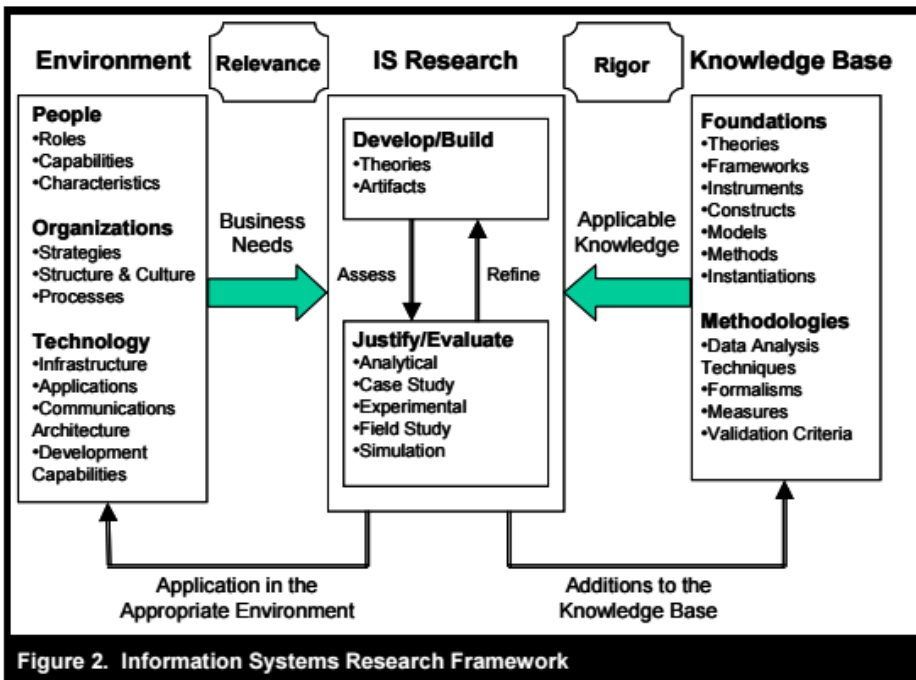 Environment
Relevance
IS Research
Rigor
Knowledge Base
People
•Roles
•Capabilities
•Characteristics
Organizations
•Strategies
•Structure & Culture
•Processes
Technology
•Infrastructure
•Applications
•Communications
Architecture
•Development
Capabilities
Business
Needs
Develop/Build
•Theories
•Artifacts
Assess
Refine
Justify/Evaluate
•Analytical
•Case Study
•Experimental
•Field Study
•Simulation
Applicable
Knowledge
Foundations
•Theories
•Frameworks
•Instruments
•Constructs
•Models
•Methods
•Instantiations
Methodologies
•Data Analysis
Techniques
•Formalisms
•Measures
•Validation Criteria
Application in the
Appropriate Environment
Additions to the
Knowledge Base
Figure 2. Information Systems Research Framework